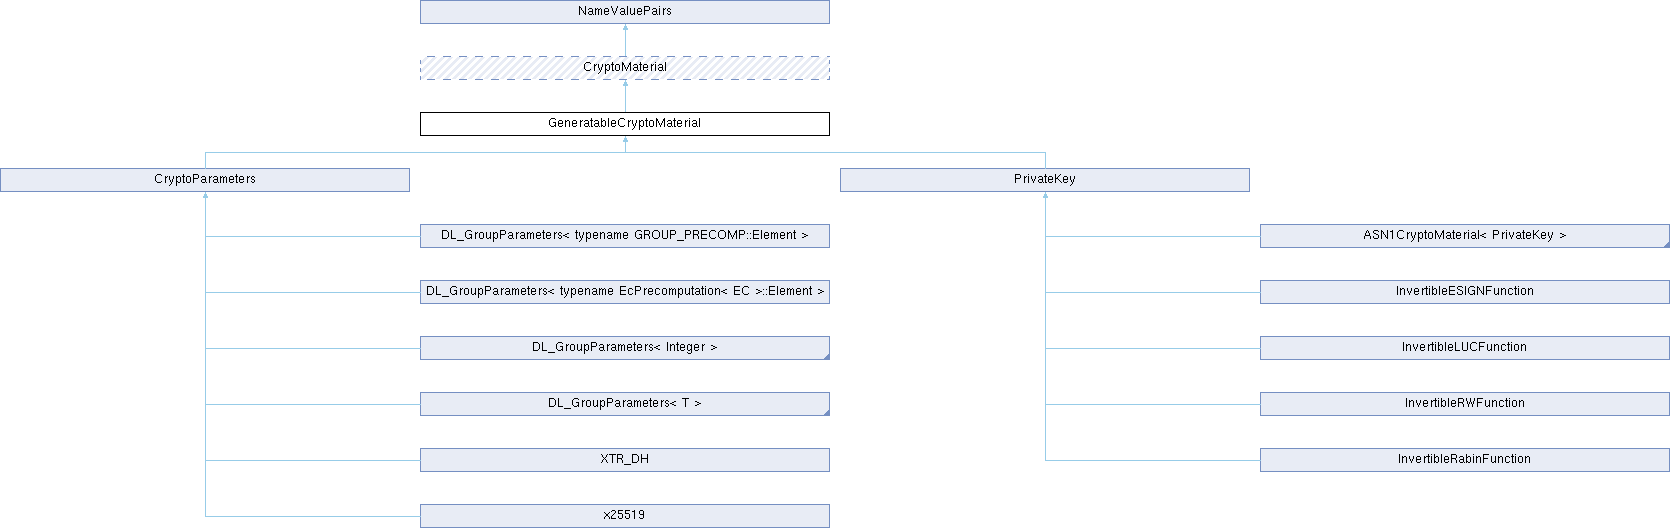 NameValuePairs
CryptoMaterial
GeneratableCryptoMaterial
CryptoParameters
PrivateKey
DL_GroupParameters< typename GROUP_PRECOMP::Element >
ASN1CryptoMaterial< PrivateKey >
DL_GroupParameters< typename EcPrecomputation< EC >::Element >
InvertibleESIGNFunction
DL_GroupParameters< Integer >
InvertibleLUCFunction
DL_GroupParameters< T >
InvertibleRWFunction
XTR_DH
InvertibleRabinFunction
x25519